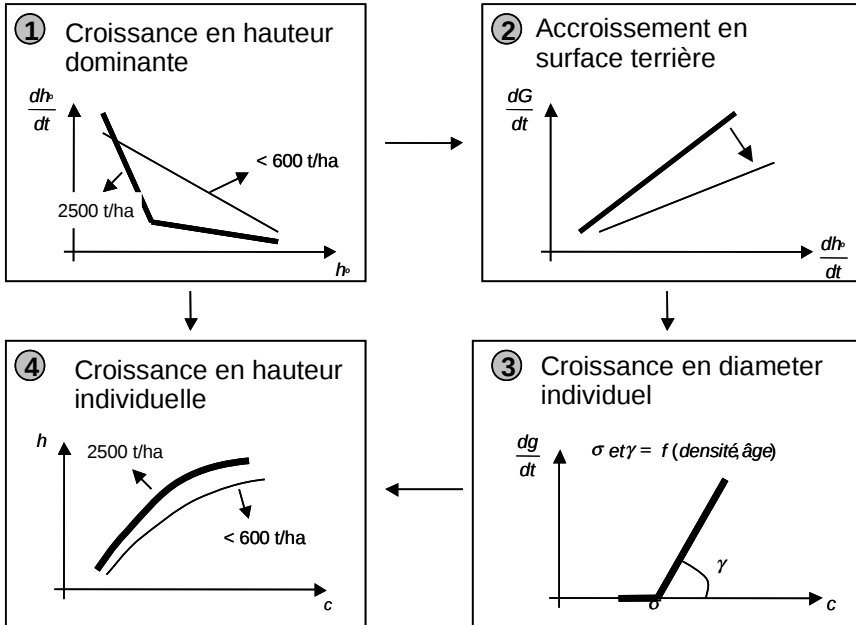 1 Croissance en hauteur
dominante
dh₀
dt
< 600 t/ha
2500 t/ha
h₀
2 Accroissement en
surface terrière
dG
dt
dh₀
dt
4 Croissance en hauteur
individuelle
h
2500 t/ha
< 600 t/ha
c
3 Croissance en diameter
individuel
dg
dt
σ et γ = f (densité, âge)
γ
σ
c